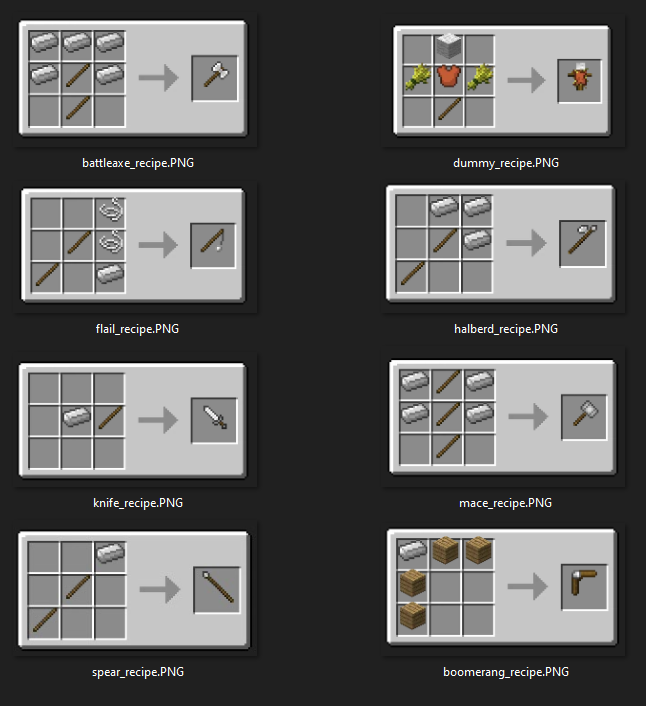 battleaxe_recipe.PNG
dummy_recipe.PNG
flail_recipe.PNG
halberd_recipe.PNG
knife_recipe.PNG
mace_recipe.PNG
spear_recipe.PNG
boomerang_recipe.PNG